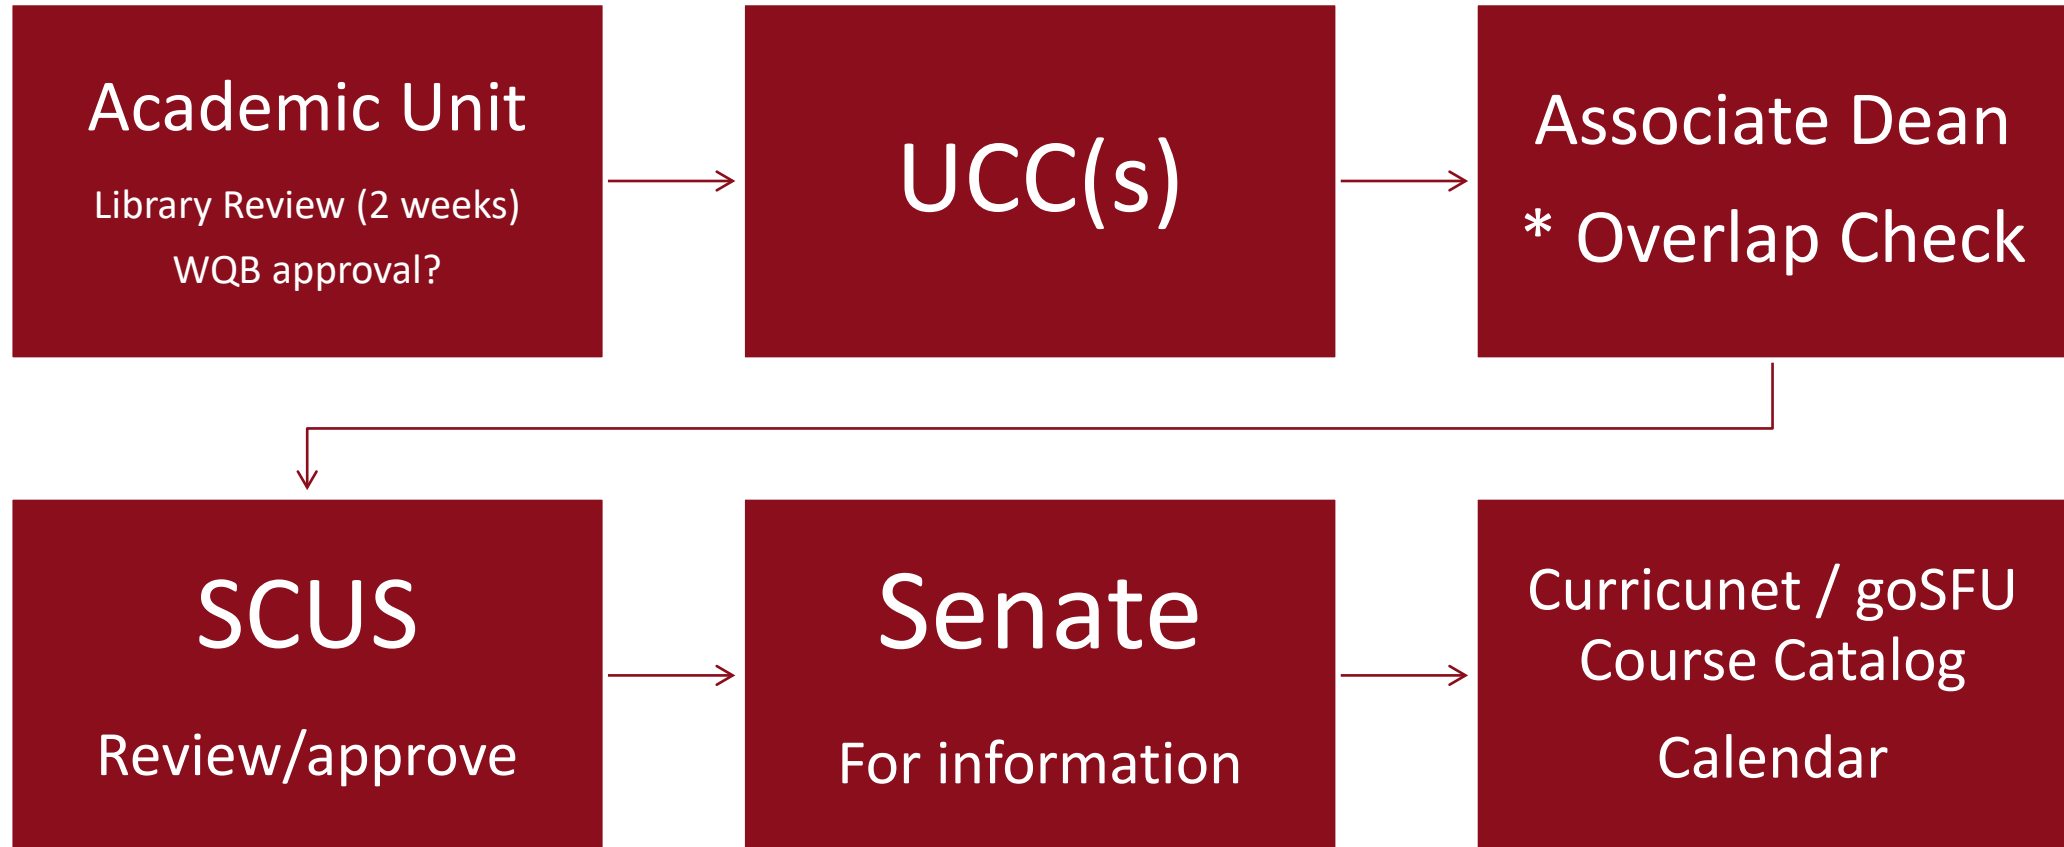 Academic Unit
Library Review (2 weeks)
WQB approval?
UCC(s)
Associate Dean
* Overlap Check
SCUS
Review/approve
Senate
For information
Curricunet / goSFU
Course Catalog
Calendar